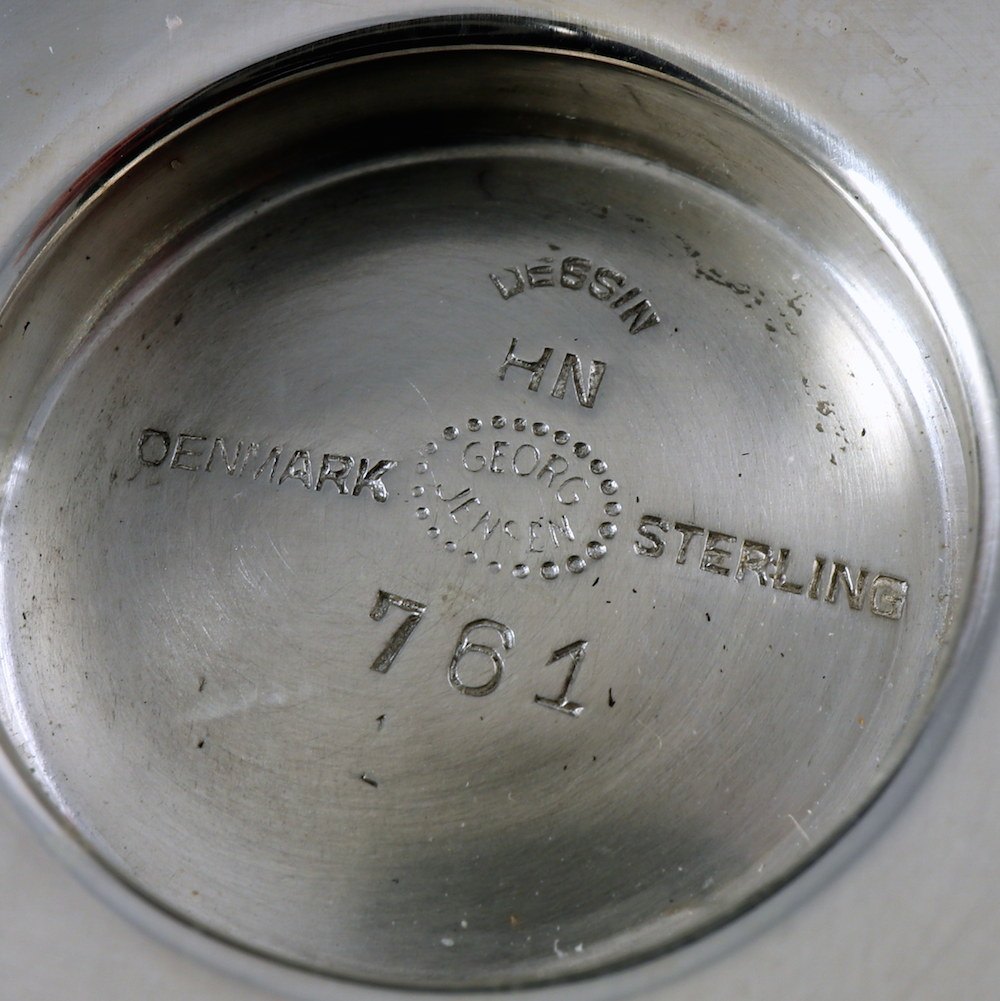 DESSIN
HN
DENMARK
GEORG
JENSEN
STERLING
761